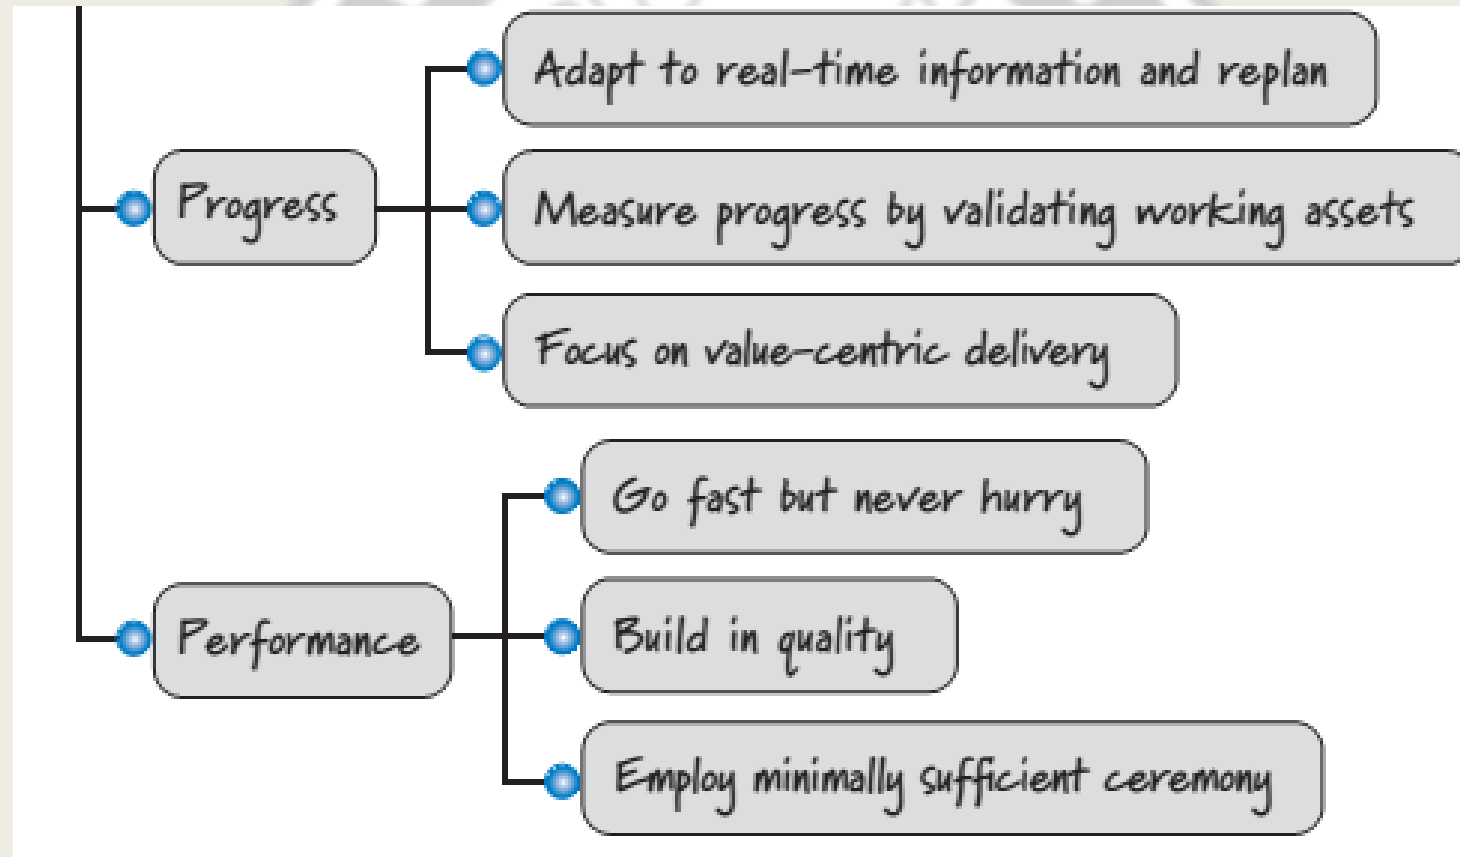 Adapt to real-time information and replan
Progress
Measure progress by validating working assets
Focus on value-centric delivery
Go fast but never hurry
Performance
Build in quality
Employ minimally sufficient ceremony